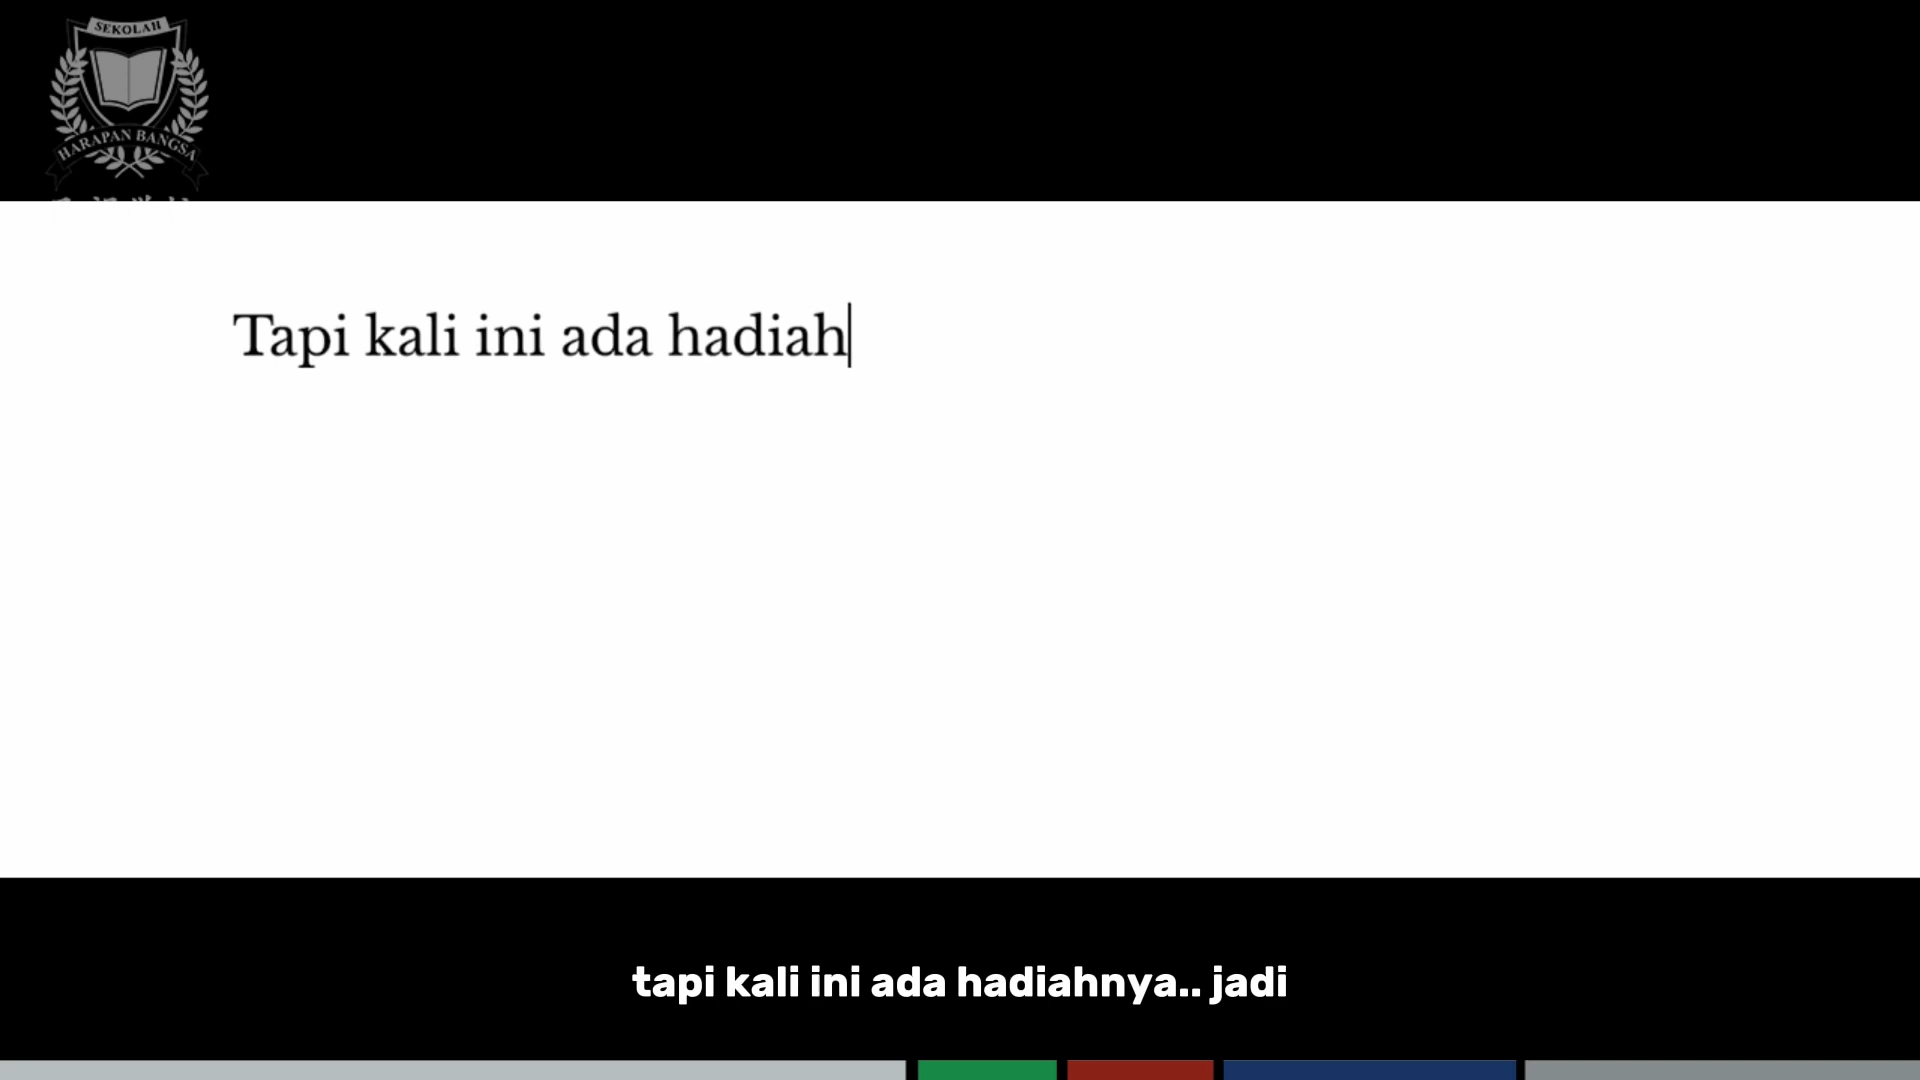 SEKOLAH
HARAPAN BANGSA
Tapi kali ini ada hadiah
tapi kali ini ada hadiahnya.. jadi